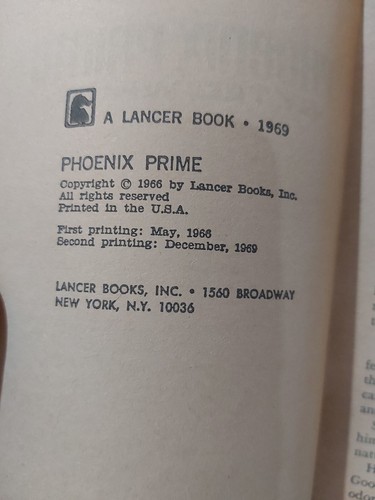 A LANCER BOOK • 1969
PHOENIX PRIME
Copyright © 1966 by Lancer Books, Inc.
All rights reserved
Printed in the U.S.A.
First printing: May, 1966
Second printing: December, 1969
LANCER BOOKS, INC. • 1560 BROADWAY
NEW YORK, N.Y. 10036